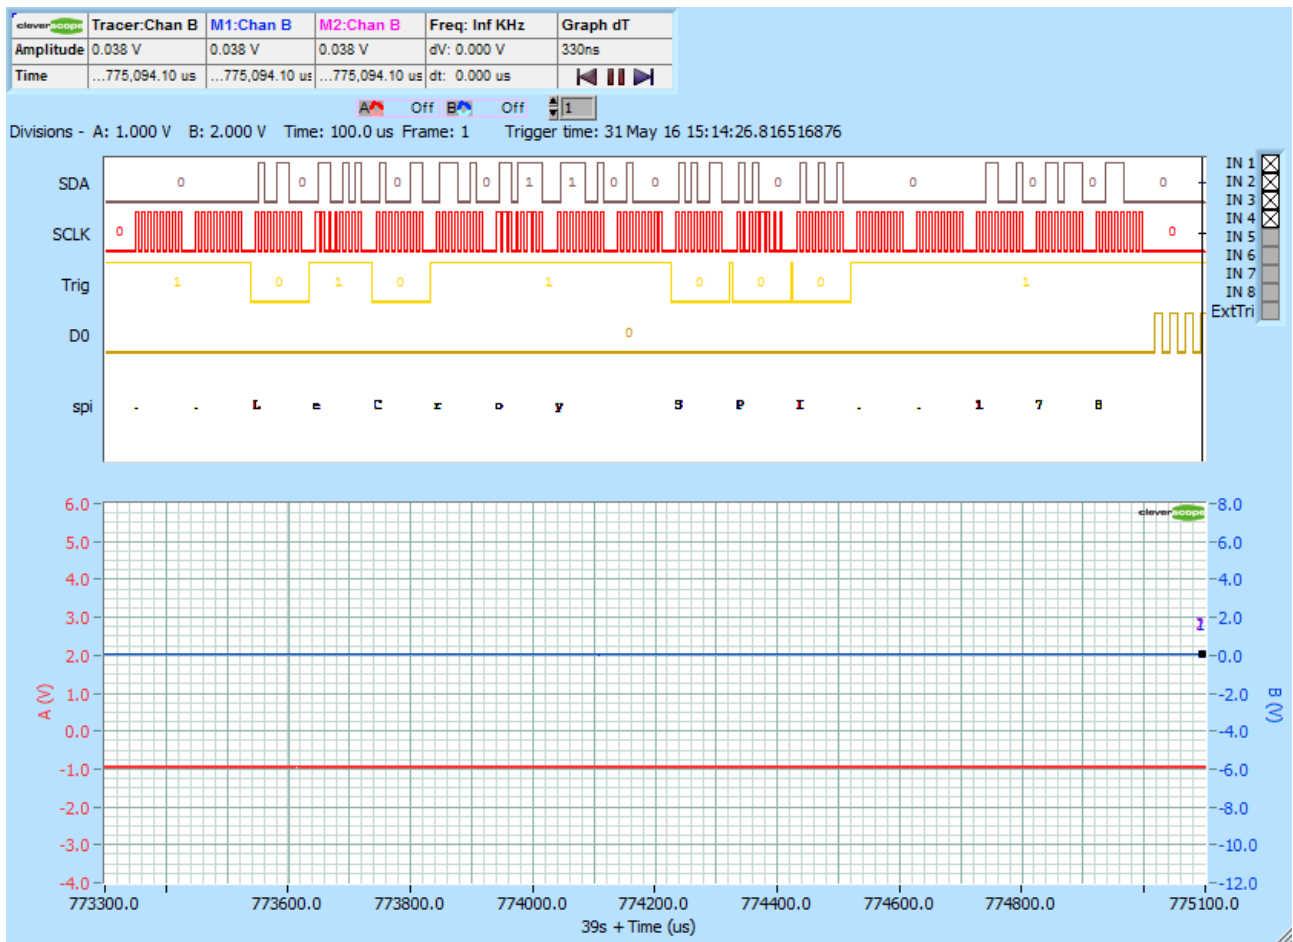 cleverscope Tracer:Chan B M1:Chan B M2:Chan B Freq: Inf KHz Graph dT
Amplitude 0.038 V 0.038 V 0.038 V dV: 0.000 V 330ns
Time ...775,094.10 us ...775,094.10 us ...775,094.10 us dt: 0.000 us
A Off B Off 1
Divisions - A: 1.000 V B: 2.000 V Time: 100.0 us Frame: 1 Trigger time: 31 May 16 15:14:26.816516876
SDA 0 0 0 0 1 1 0 0 0 0 0 0 0
SCLK 0 0
Trig 1 0 1 0 1 0 0 0 1
D0 0
spi . . L e C r o y S P I . . 1 7 8
IN 1
IN 2
IN 3
IN 4
IN 5
IN 6
IN 7
IN 8
ExtTri
cleverscope
A (V)
6.0
5.0
4.0
3.0
2.0
1.0
0.0
-1.0
-2.0
-3.0
-4.0
8.0
6.0
4.0
2.0
0.0
-2.0
-4.0
-6.0
-8.0
-10.0
-12.0
B (V)
773300.0 773600.0 773800.0 774000.0 774200.0 774400.0 774600.0 774800.0 775100.0
39s + Time (us)